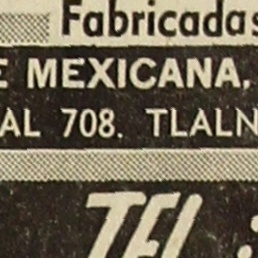 Fabricadas
E MEXICANA,
AL 708. TLALN
TEL :